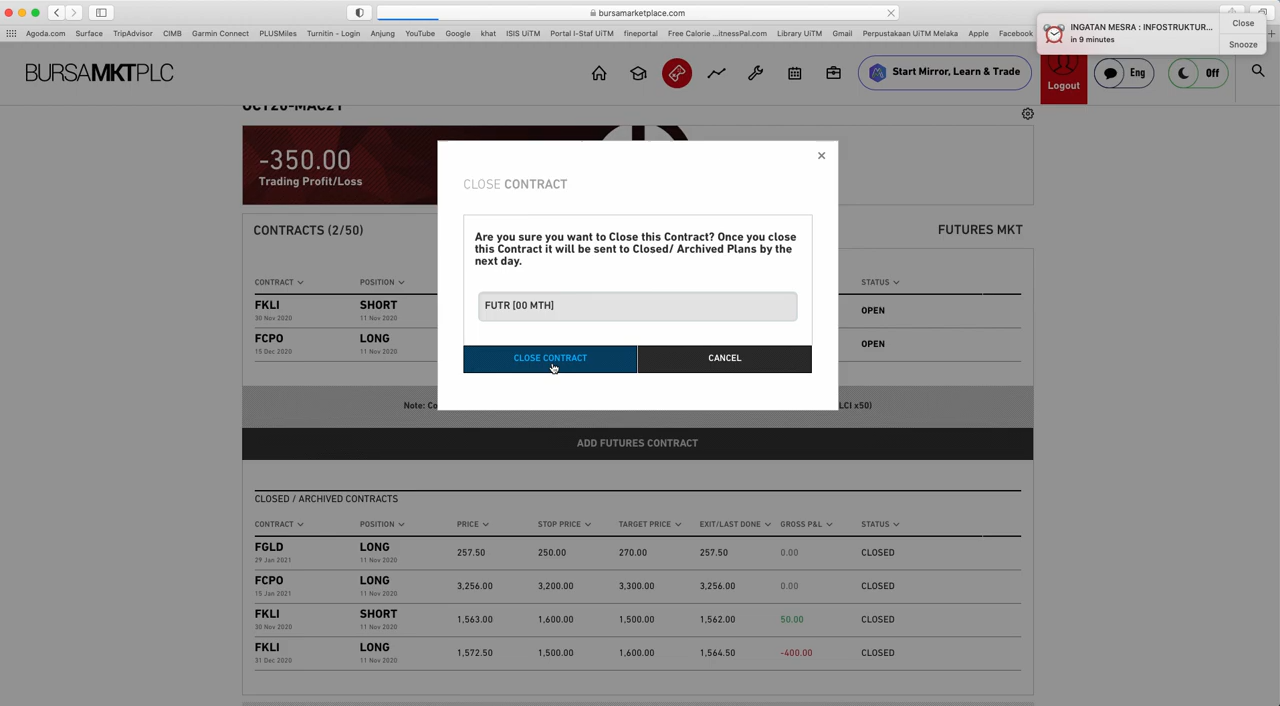 bursamarketplace.com
INGATAN MESRA : INFOSTRUKTUR...
in 9 minutes
Close
Snooze
Agoda.com Surface TripAdvisor CIMB Garmin Connect PLUSMiles Turnitin - Login Anjung YouTube Google khat ISIS UiTM Portal I-Staf UiTM fineportal Free Calorie ...itnessPal.com Library UiTM Gmail Perpustakaan UiTM Melaka Apple Facebook
BURSAMKTPLC
Start Mirror, Learn & Trade
Logout
Eng
Off
OCT20-MAC21
-350.00
Trading Profit/Loss
CLOSE CONTRACT
Are you sure you want to Close this Contract? Once you close
this Contract it will be sent to Closed/ Archived Plans by the
next day.
FUTR [00 MTH]
CLOSE CONTRACT CANCEL
CONTRACTS (2/50) FUTURES MKT
CONTRACT POSITION STATUS
FKLI SHORT OPEN
30 Nov 2020 11 Nov 2020
FCPO LONG OPEN
15 Dec 2020 11 Nov 2020
Note: Co LCI x50)
ADD FUTURES CONTRACT
CLOSED / ARCHIVED CONTRACTS
CONTRACT POSITION PRICE STOP PRICE TARGET PRICE EXIT/LAST DONE GROSS P&L STATUS
FGLD LONG 257.50 250.00 270.00 257.50 0.00 CLOSED
29 Jan 2021 11 Nov 2020
FCPO LONG 3,256.00 3,200.00 3,300.00 3,256.00 0.00 CLOSED
15 Jan 2021 11 Nov 2020
FKLI SHORT 1,563.00 1,600.00 1,500.00 1,562.00 50.00 CLOSED
30 Nov 2020 11 Nov 2020
FKLI LONG 1,572.50 1,500.00 1,600.00 1,564.50 -400.00 CLOSED
31 Dec 2020 11 Nov 2020